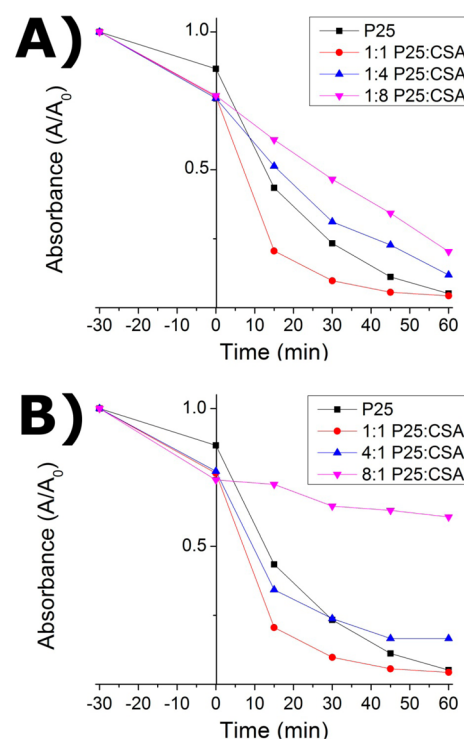 A)
1.0
0.5
Absorbance (A/A0)
P25
1:1 P25:CSA
1:4 P25:CSA
1:8 P25:CSA
-30 -20 -10 0 10 20 30 40 50 60
Time (min)
B)
1.0
0.5
Absorbance (A/A0)
P25
1:1 P25:CSA
4:1 P25:CSA
8:1 P25:CSA
-30 -20 -10 0 10 20 30 40 50 60
Time (min)